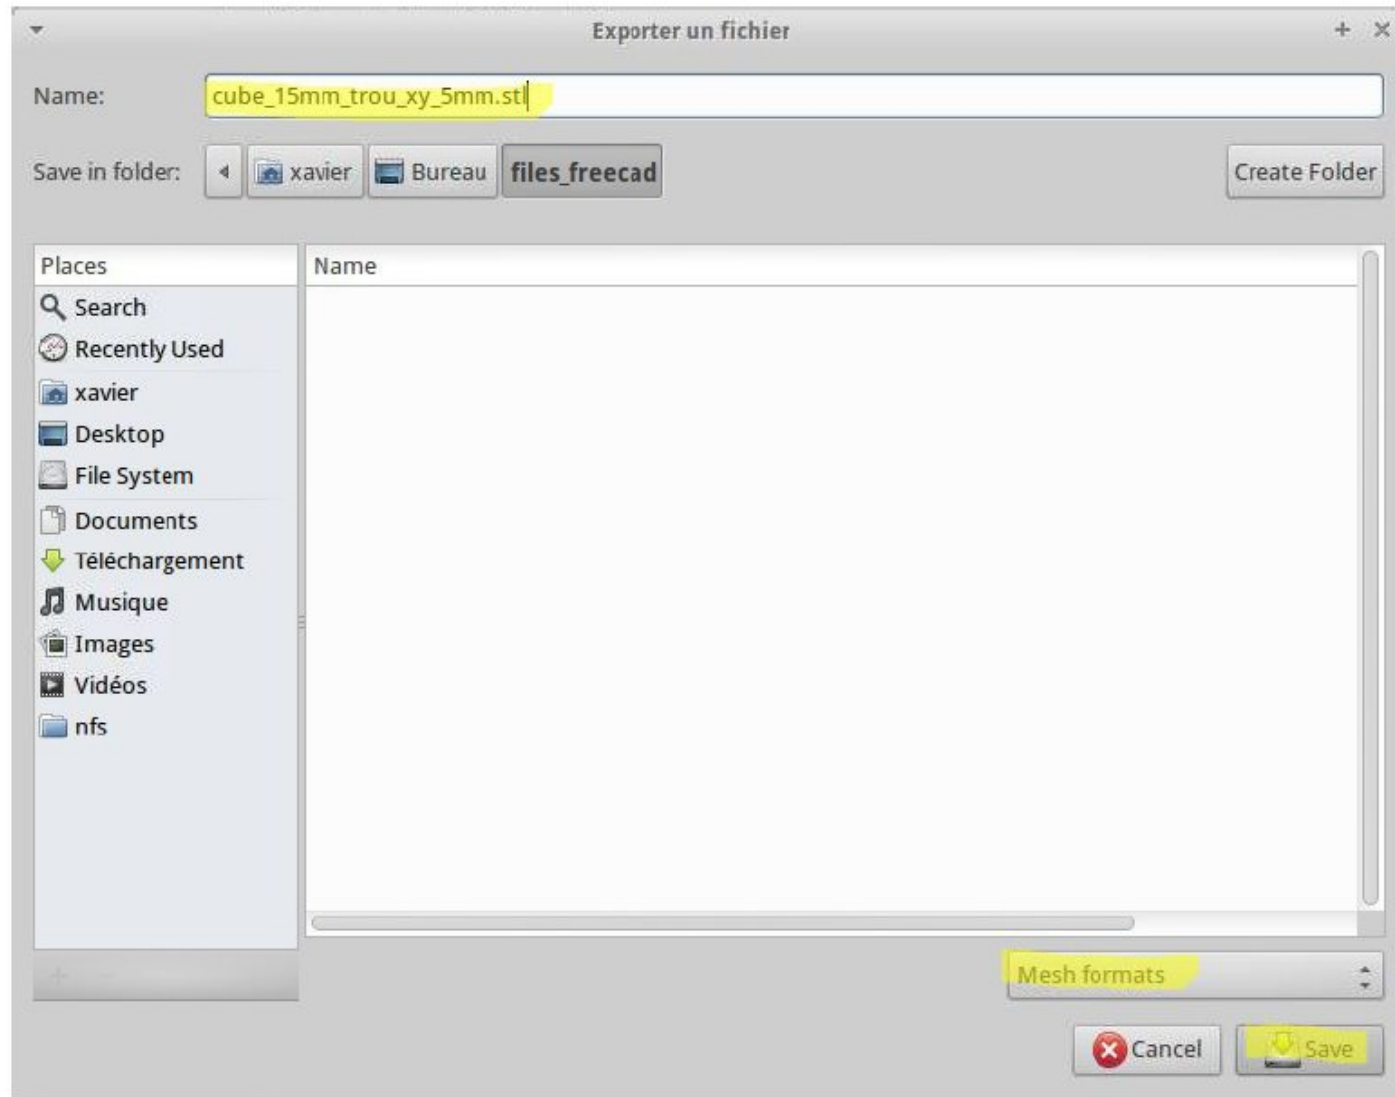 Exporter un fichier
Name: cube_15mm_trou_xy_5mm.stl
Save in folder: xavier Bureau files_freecad Create Folder
Places Name
Search
Recently Used
xavier
Desktop
File System
Documents
Téléchargement
Musique
Images
Vidéos
nfs
Mesh formats
Cancel Save